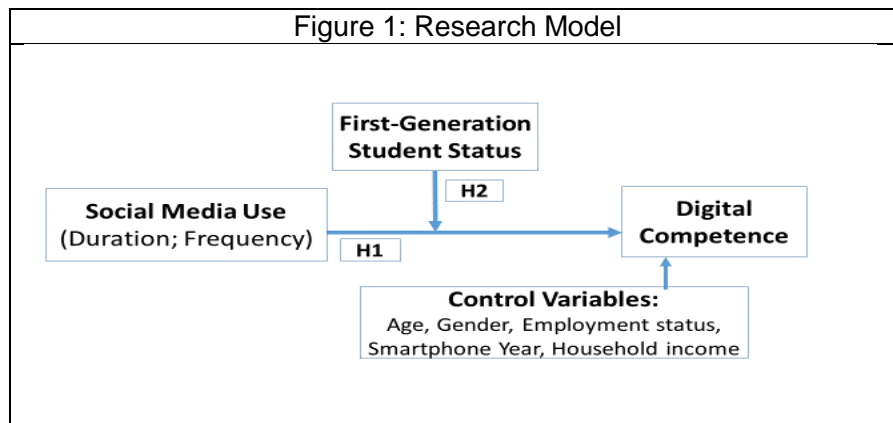 Figure 1: Research Model
First-Generation
Student Status
H2
Social Media Use
(Duration; Frequency)
H1
Digital
Competence
Control Variables:
Age, Gender, Employment status,
Smartphone Year, Household income